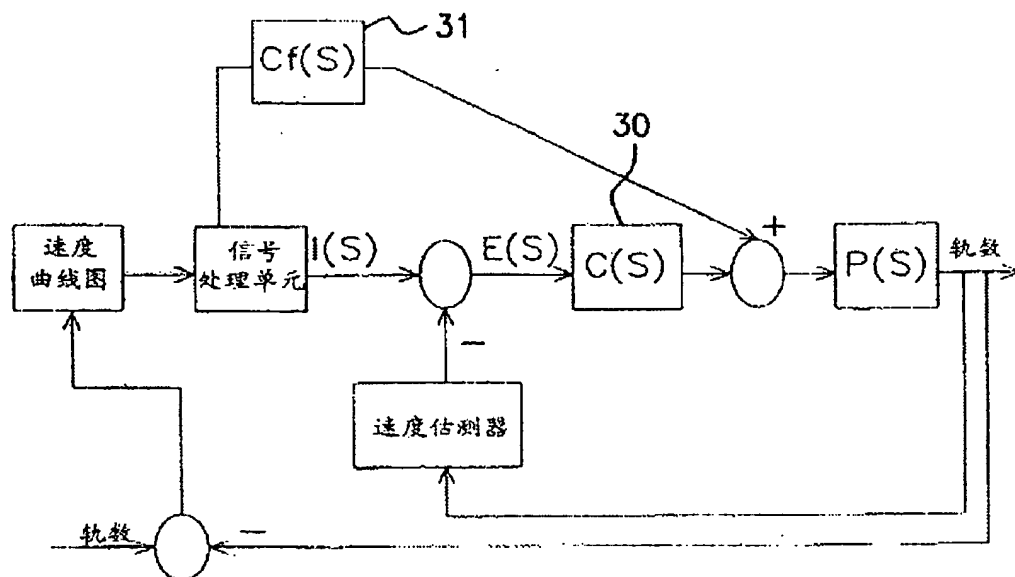 31
Cf(S)
30
+
速度
曲线图
信号
处理单元
I(S)
E(S)
C(S)
P(S)
轨数
−
速度估测器
轨数
−